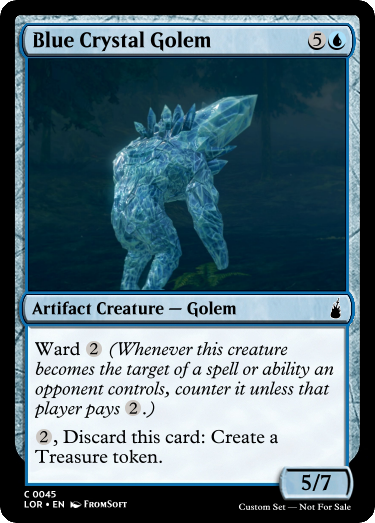 Blue Crystal Golem 5
Artifact Creature — Golem
Ward 2 (Whenever this creature
becomes the target of a spell or ability an
opponent controls, counter it unless that
player pays 2.)
2, Discard this card: Create a
Treasure token.
5/7
C 0045
LOR • EN FROMSOFT
Custom Set — Not For Sale